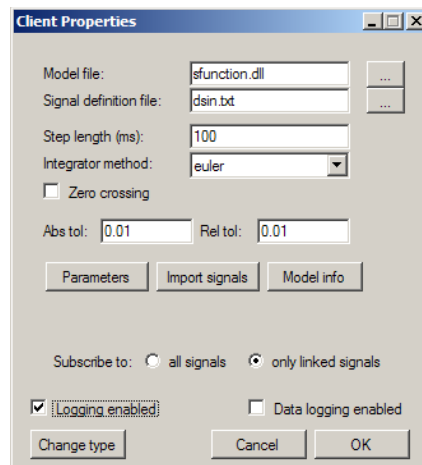 Client Properties
Model file: sfunction.dll ...
Signal definition file: dsin.txt ...
Step length (ms): 100
Integrator method: euler
Zero crossing
Abs tol: 0.01 Rel tol: 0.01
Parameters Import signals Model info
Subscribe to: all signals only linked signals
Logging enabled Data logging enabled
Change type Cancel OK